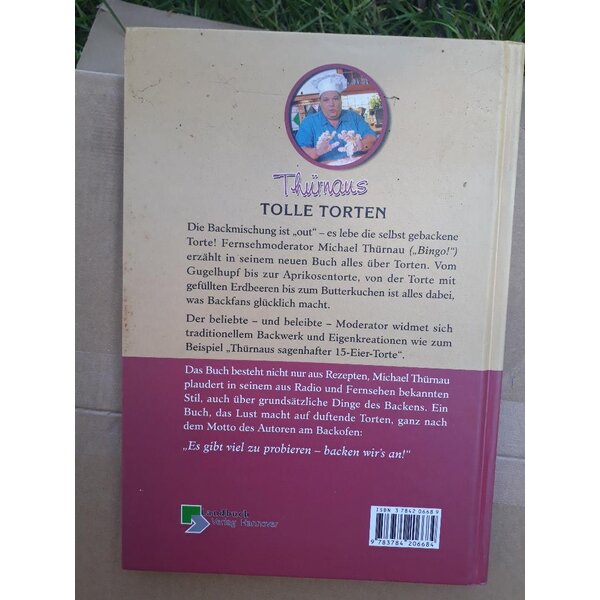 Thürnaus
TOLLE TORTEN
Die Backmischung ist „out“ – es lebe die selbst gebackene
Torte! Fernsehmoderator Michael Thürnau („Bingo!“)
erzählt in seinem neuen Buch alles über Torten. Vom
Gugelhupf bis zur Aprikosentorte, von der Torte mit
gefüllten Erdbeeren bis zum Butterkuchen ist alles dabei,
was Backfans glücklich macht.
Der beliebte – und beleibte – Moderator widmet sich
traditionellem Backwerk und Eigenkreationen wie zum
Beispiel „Thürnaus sagenhafter 15-Eier-Torte“.
Das Buch besteht nicht nur aus Rezepten, Michael Thürnau
plaudert in seinem aus Radio und Fernsehen bekannten
Stil, auch über grundsätzliche Dinge des Backens. Ein
Buch, das Lust macht auf duftende Torten, ganz nach
dem Motto des Autoren am Backofen:
„Es gibt viel zu probieren – backen wir's an!“
Landbuch
Verlag Hannover
ISBN 3 7842 0668 9
9 783784 206684